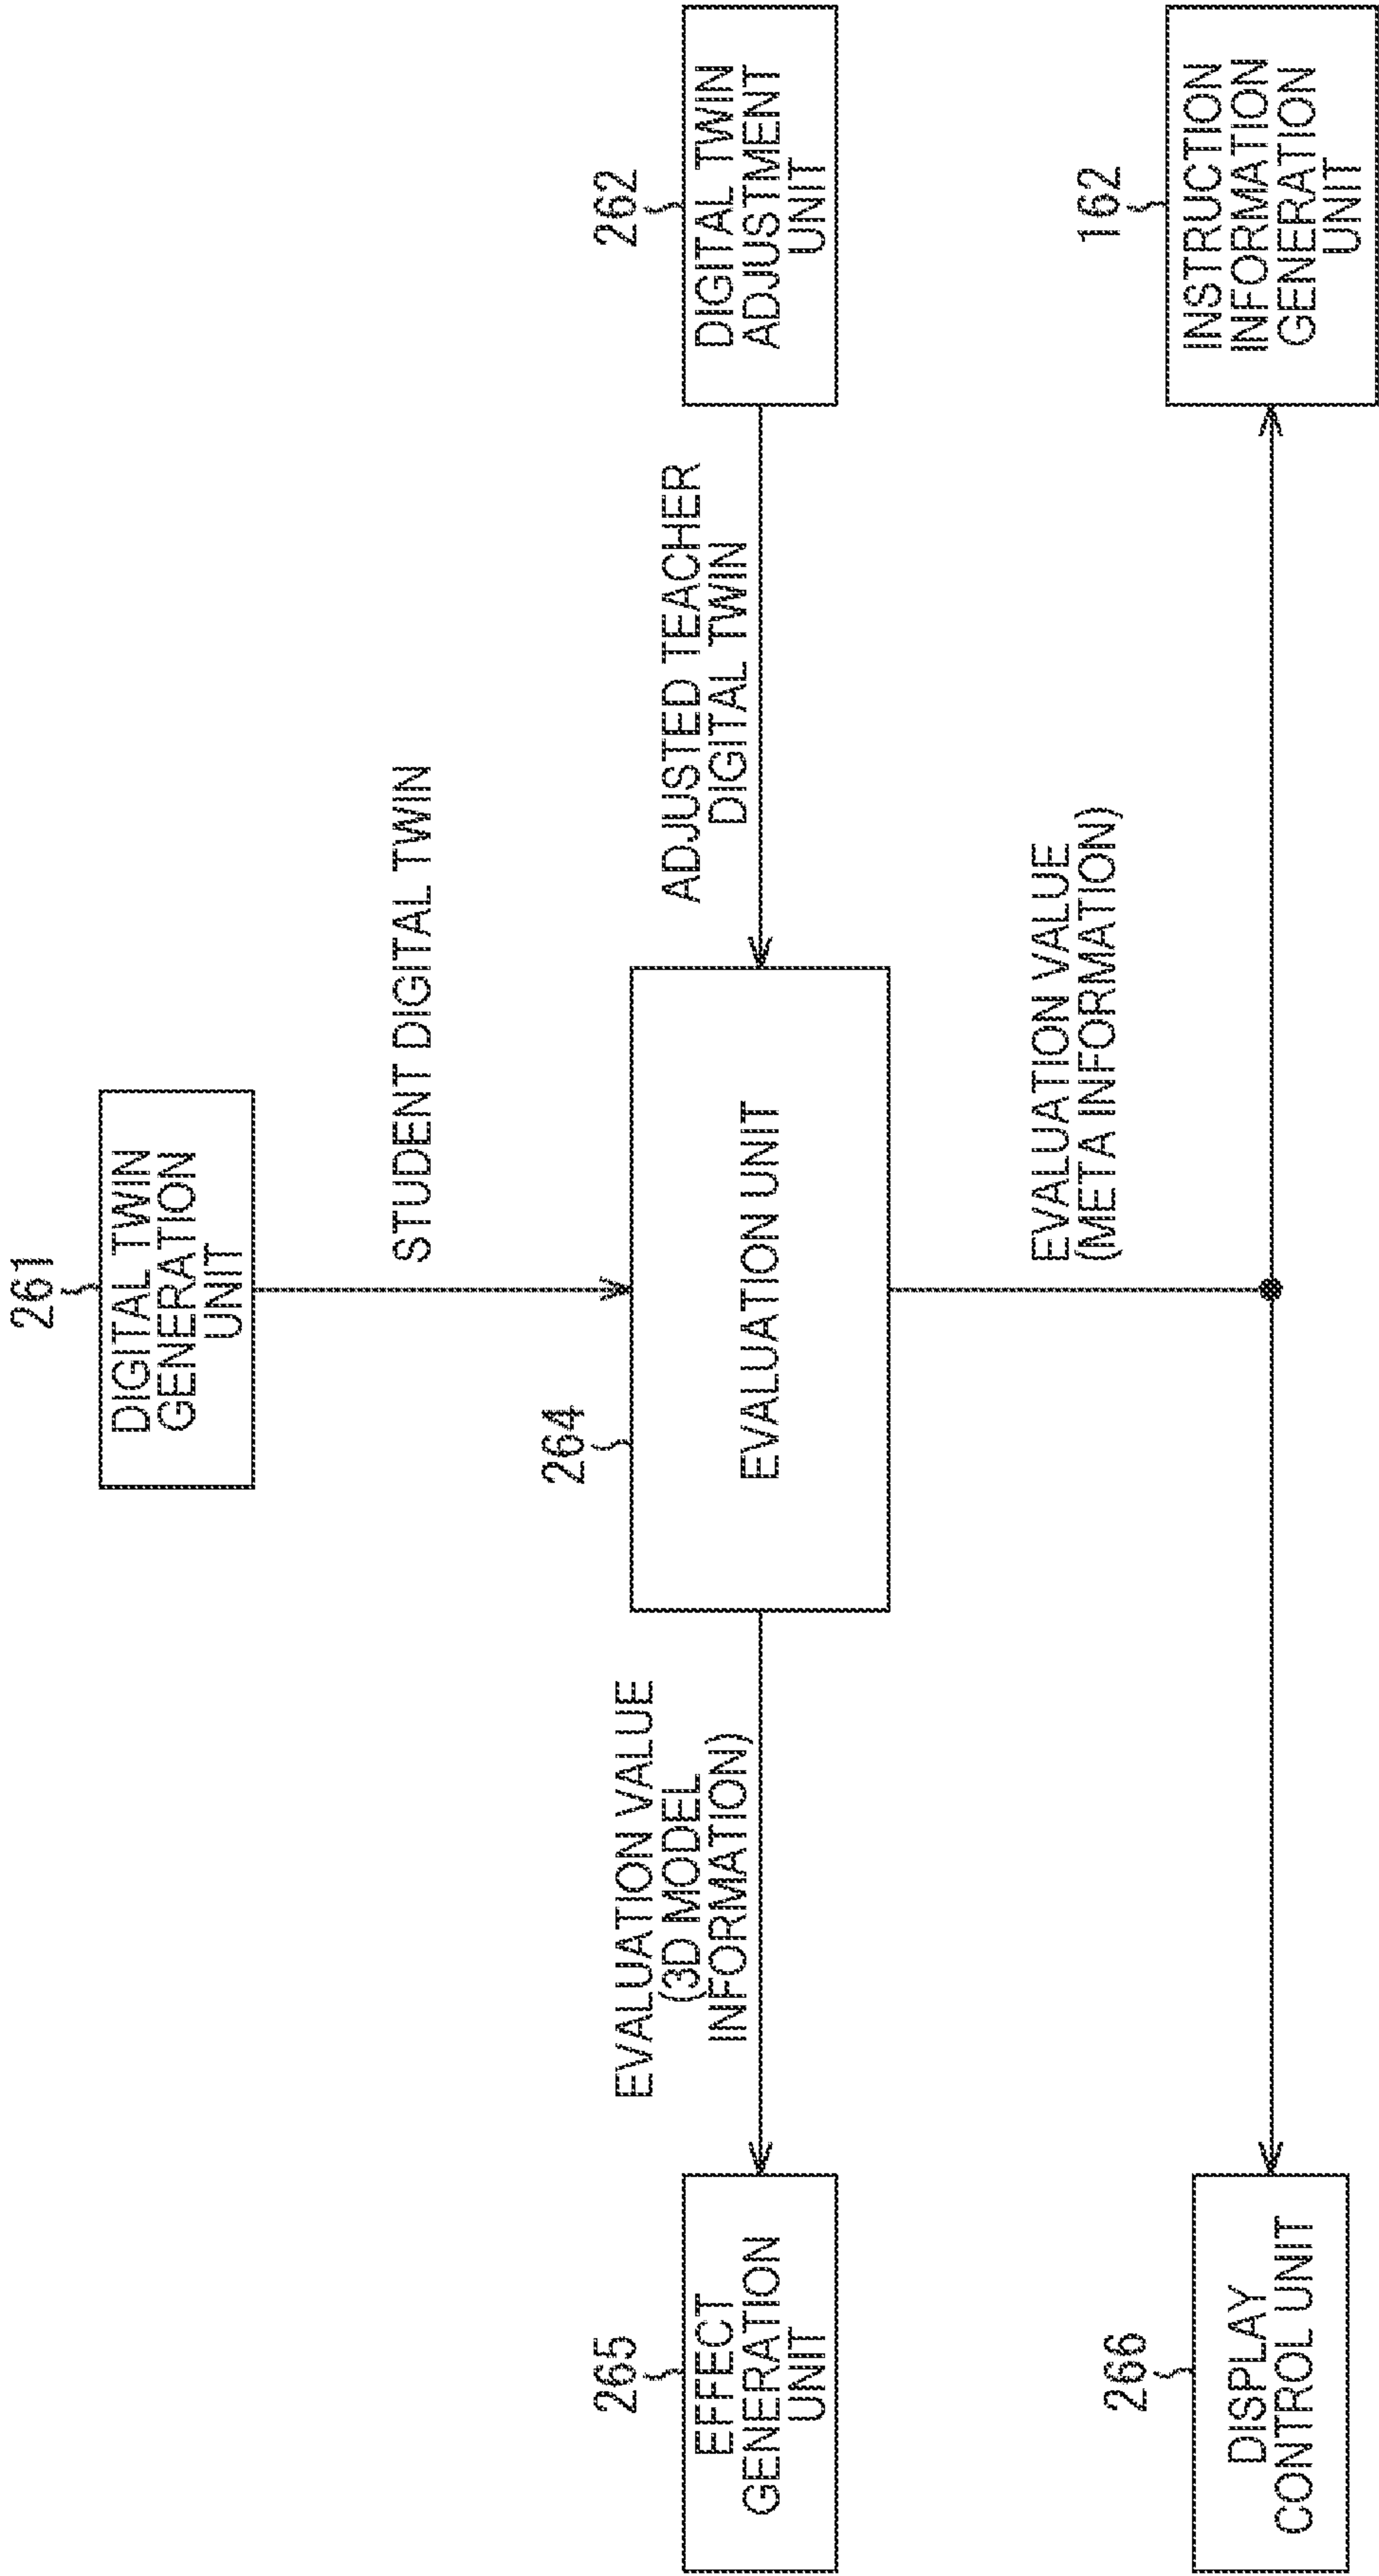 261
DIGITAL TWIN
GENERATION
UNIT
STUDENT DIGITAL TWIN
265
EFFECT
GENERATION
UNIT
EVALUATION VALUE
(3D MODEL
INFORMATION)
264
EVALUATION UNIT
ADJUSTED TEACHER
DIGITAL TWIN
262
DIGITAL TWIN
ADJUSTMENT
UNIT
EVALUATION VALUE
(META INFORMATION)
266
DISPLAY
CONTROL UNIT
162
INSTRUCTION
INFORMATION
GENERATION
UNIT